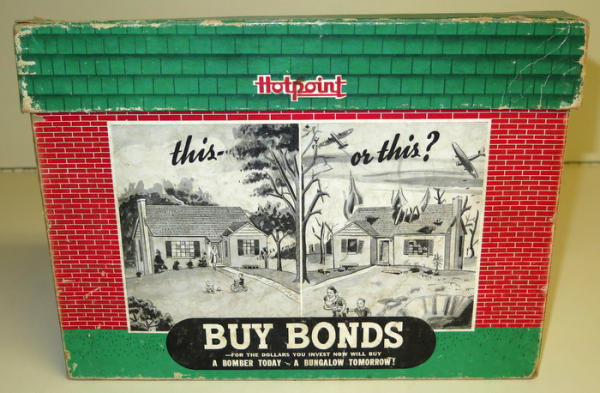 Hotpoint
this- or this?
BUY BONDS
—FOR THE DOLLARS YOU INVEST NOW WILL BUY
A BOMBER TODAY ~ A BUNGALOW TOMORROW!